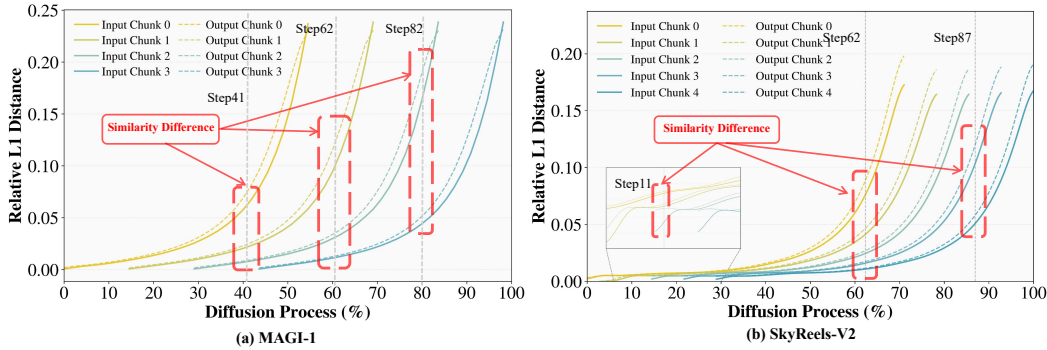 Input Chunk 0
Input Chunk 1
Input Chunk 2
Input Chunk 3
Output Chunk 0
Output Chunk 1
Output Chunk 2
Output Chunk 3
Step41
Step62
Step82
Similarity Difference
Relative L1 Distance
0.25
0.20
0.15
0.10
0.05
0.00
0 10 20 30 40 50 60 70 80 90 100
Diffusion Process (%)
(a) MAGI-1
Input Chunk 0
Input Chunk 1
Input Chunk 2
Input Chunk 3
Input Chunk 4
Output Chunk 0
Output Chunk 1
Output Chunk 2
Output Chunk 3
Output Chunk 4
Step62
Step87
Similarity Difference
Step11
Relative L1 Distance
0.20
0.15
0.10
0.05
0.00
0 10 20 30 40 50 60 70 80 90 100
Diffusion Process (%)
(b) SkyReels-V2